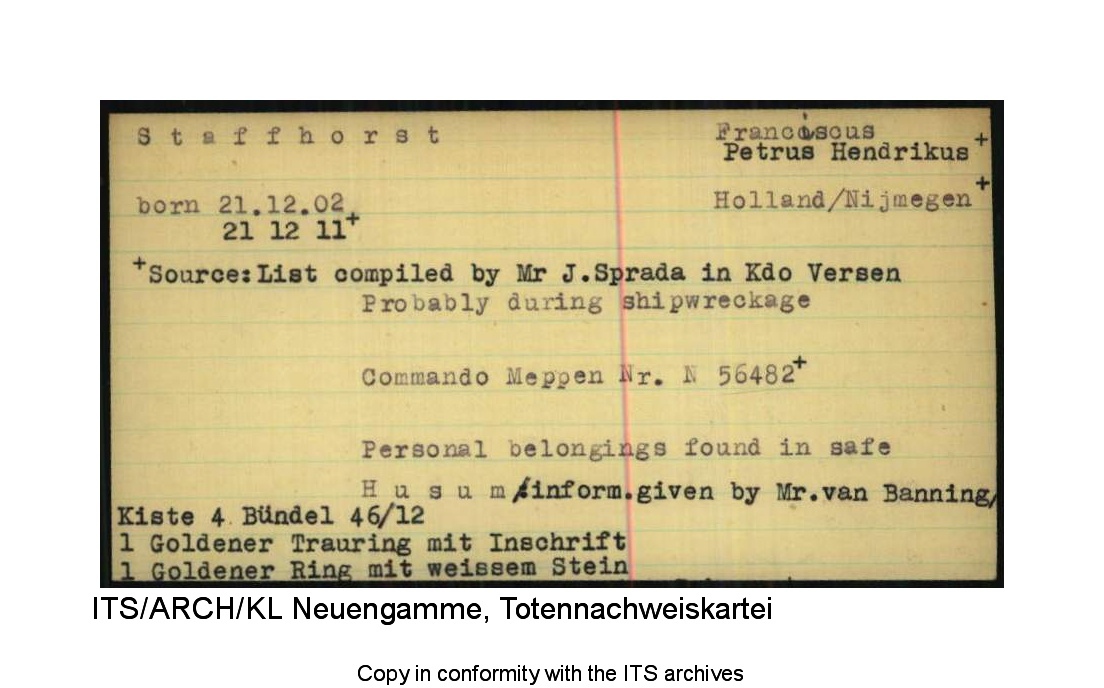 S t a f f h o r s t
Franciscus +
Petrus Hendrikus
born 21.12.02
Holland/Nijmegen +
21 12 11+
+Source:List compiled by Mr J.Sprada in Kdo Versen
Probably during shipwreckage
Commando Meppen Nr. N 56482+
Personal belongings found in safe
H u s u m/inform.given by Mr.van Banning/
Kiste 4 Bündel 46/12
1 Goldener Trauring mit Inschrift
1 Goldener Ring mit weissem Stein
ITS/ARCH/KL Neuengamme, Totennachweiskartei
Copy in conformity with the ITS archives